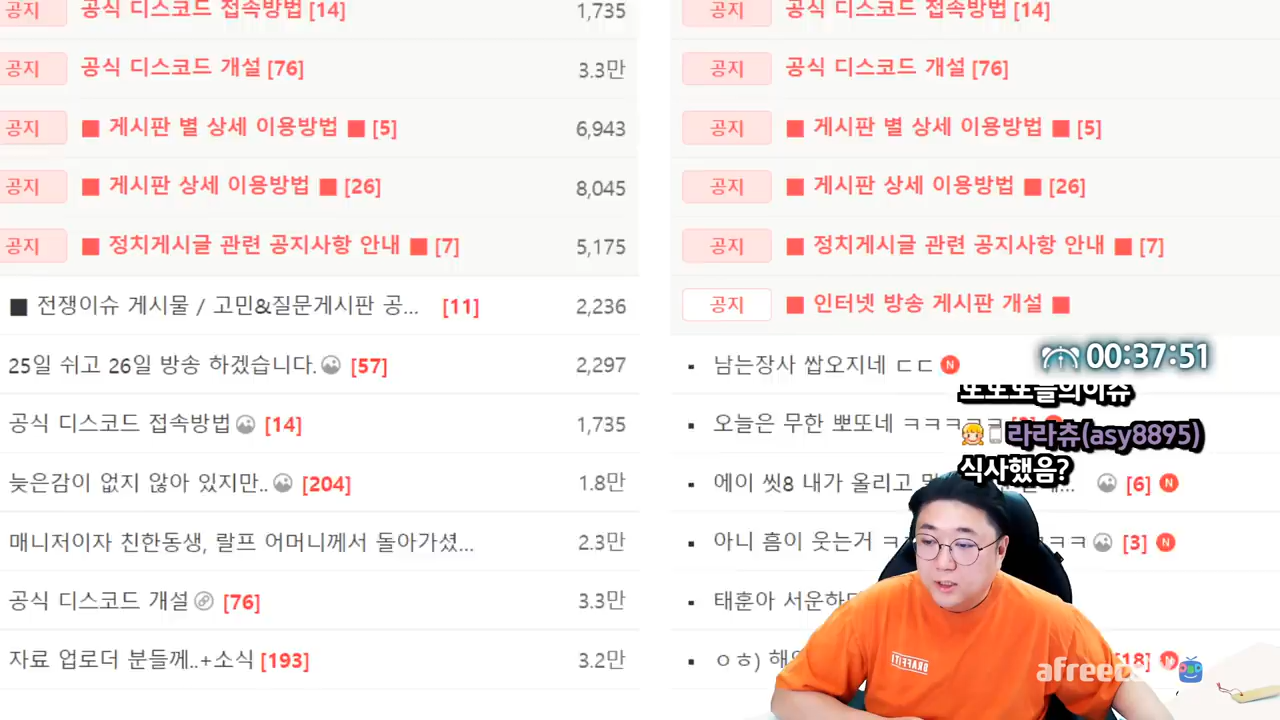 공지 공식 디스코드 접속방법 [14] 1,735
공지 공식 디스코드 개설 [76] 3.3만
공지 ■ 게시판 별 상세 이용방법 ■ [5] 6,943
공지 ■ 게시판 상세 이용방법 ■ [26] 8,045
공지 ■ 정치게시글 관련 공지사항 안내 ■ [7] 5,175
■ 전쟁이슈 게시물 / 고민&질문게시판 공... [11] 2,236
25일 쉬고 26일 방송 하겠습니다. [57] 2,297
공식 디스코드 접속방법 [14] 1,735
늦은감이 없지 않아 있지만.. [204] 1.8만
매니저이자 친한동생, 랄프 어머니께서 돌아가셨... 2.3만
공식 디스코드 개설 [76] 3.3만
자료 업로더 분들께..+소식 [193] 3.2만
공지 공식 디스코드 접속방법 [14]
공지 공식 디스코드 개설 [76]
공지 ■ 게시판 별 상세 이용방법 ■ [5]
공지 ■ 게시판 상세 이용방법 ■ [26]
공지 ■ 정치게시글 관련 공지사항 안내 ■ [7]
공지 ■ 인터넷 방송 게시판 개설 ■
남는장사 쌉오지네 ㄷㄷ N
오늘은 무한 뽀또네 ㅋㅋㅋㅋㅋ
에이 씻8 내가 올리고 [6] N
아니 흠이 웃는거 ㅋㅋㅋ [3] N
태훈아 서운하
ㅇㅎ) [18]
00:37:51
라라츄(asy8895)
식사했음?
DRAFFITI